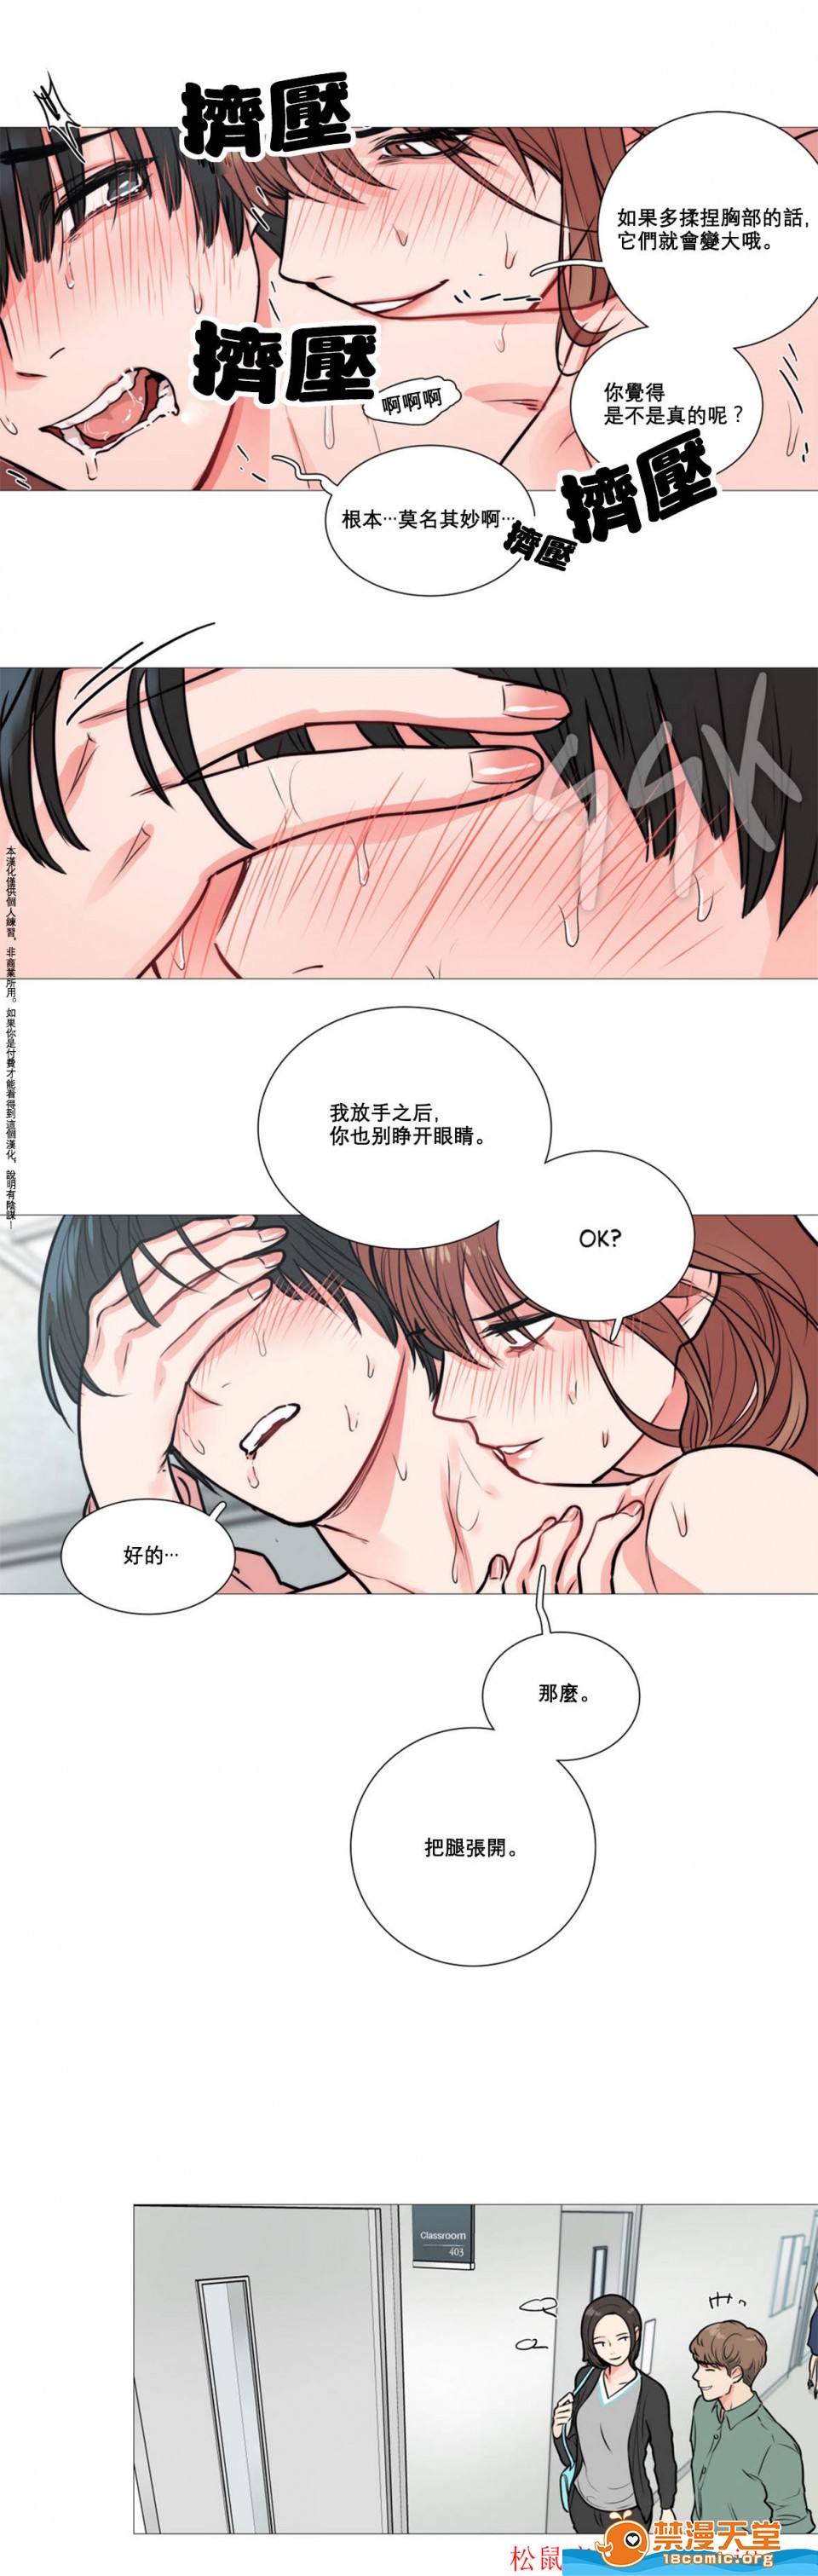 擠壓
如果多揉捏胸部的話,
它們就會變大哦。
擠壓
啊啊啊
你覺得
是不是真的呢？
擠壓
根本…莫名其妙啊…
擠壓
本漢化僅供個人練習，非商業所用。如果你是付費才能看得到這個漢化，說明有陰謀！
我放手之后,
你也别睁开眼睛。
OK?
好的…
那麼。
把腿張開。
Classroom
403
禁漫天堂
18comic.org
松鼠